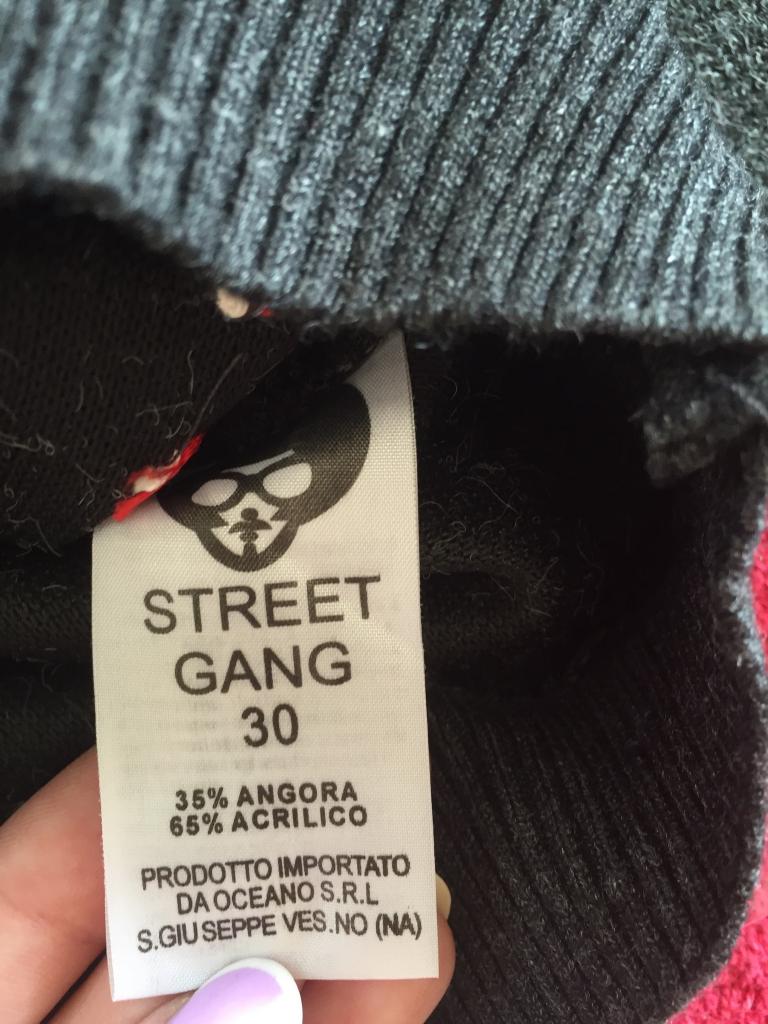 STREET
GANG
30
35% ANGORA
65% ACRILICO
PRODOTTO IMPORTATO
DA OCEANO S.R.L
S.GIUSEPPE VES.NO (NA)